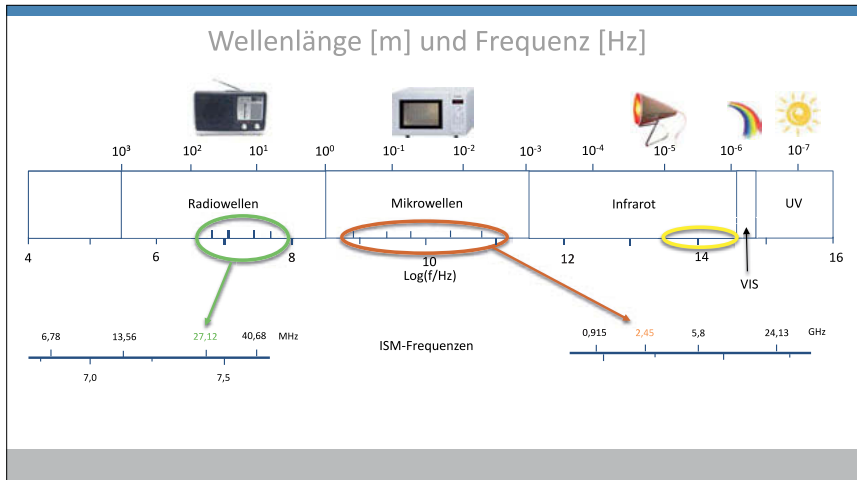 Wellenlänge [m] und Frequenz [Hz]
10³ 10² 10¹ 10⁰ 10⁻¹ 10⁻² 10⁻³ 10⁻⁴ 10⁻⁵ 10⁻⁶ 10⁻⁷
Radiowellen Mikrowellen Infrarot UV
4 6 8 10 12 14 16
Log(f/Hz)
VIS
6,78 13,56 27,12 40,68 MHz
ISM-Frequenzen
0,915 2,45 5,8 24,13 GHz
7,0 7,5